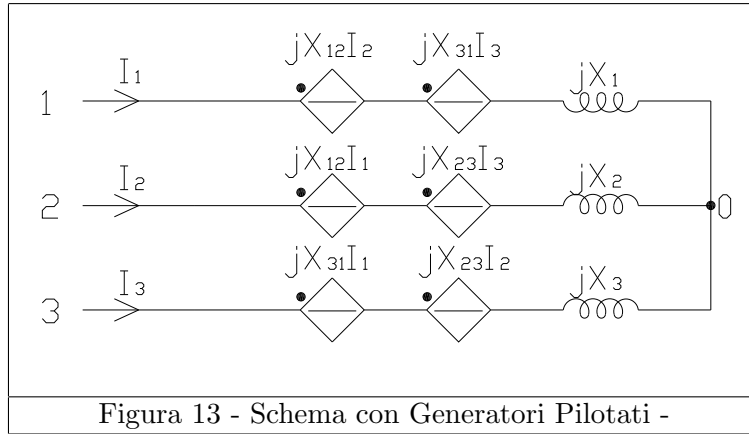 jX₁₂I₂ jX₃₁I₃
1 I₁ jX₁
jX₁₂I₁ jX₂₃I₃
2 I₂ jX₂ 0
jX₃₁I₁ jX₂₃I₂
3 I₃ jX₃
Figura 13 - Schema con Generatori Pilotati -